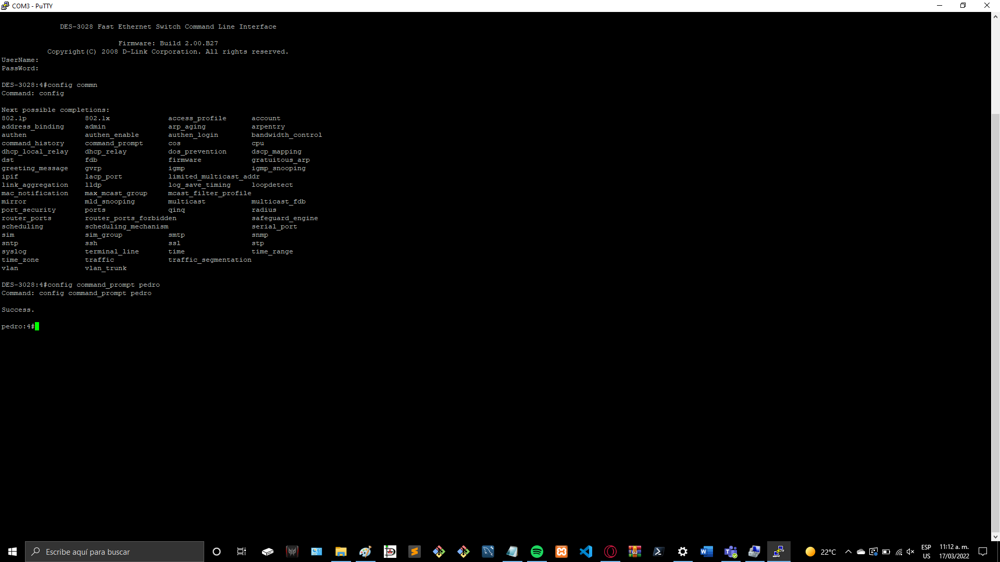 COM3 - PuTTY
DES-3028 Fast Ethernet Switch Command Line Interface
Firmware: Build 2.00.B27
Copyright(C) 2008 D-Link Corporation. All rights reserved.
UserName:
PassWord:
DES-3028:4#config commn
Command: config
Next possible completions:
802.1p 802.1x access_profile account
address_binding admin arp_aging arpentry
authen authen_enable authen_login bandwidth_control
command_history command_prompt cos cpu
dhcp_local_relay dhcp_relay dos_prevention dscp_mapping
dst fdb firmware gratuitous_arp
greeting_message gvrp igmp igmp_snooping
ipif lacp_port limited_multicast_addr
link_aggregation lldp log_save_timing loopdetect
mac_notification max_mcast_group mcast_filter_profile
mirror mld_snooping multicast multicast_fdb
port_security ports qinq radius
router_ports router_ports_forbidden safeguard_engine
scheduling scheduling_mechanism serial_port
sim sim_group smtp snmp
sntp ssh ssl stp
syslog terminal_line time time_range
time_zone traffic traffic_segmentation
vlan vlan_trunk
DES-3028:4#config command_prompt pedro
Command: config command_prompt pedro
Success.
pedro:4#
Escribe aquí para buscar
22°C
ESP
US
11:12 a. m.
17/03/2022